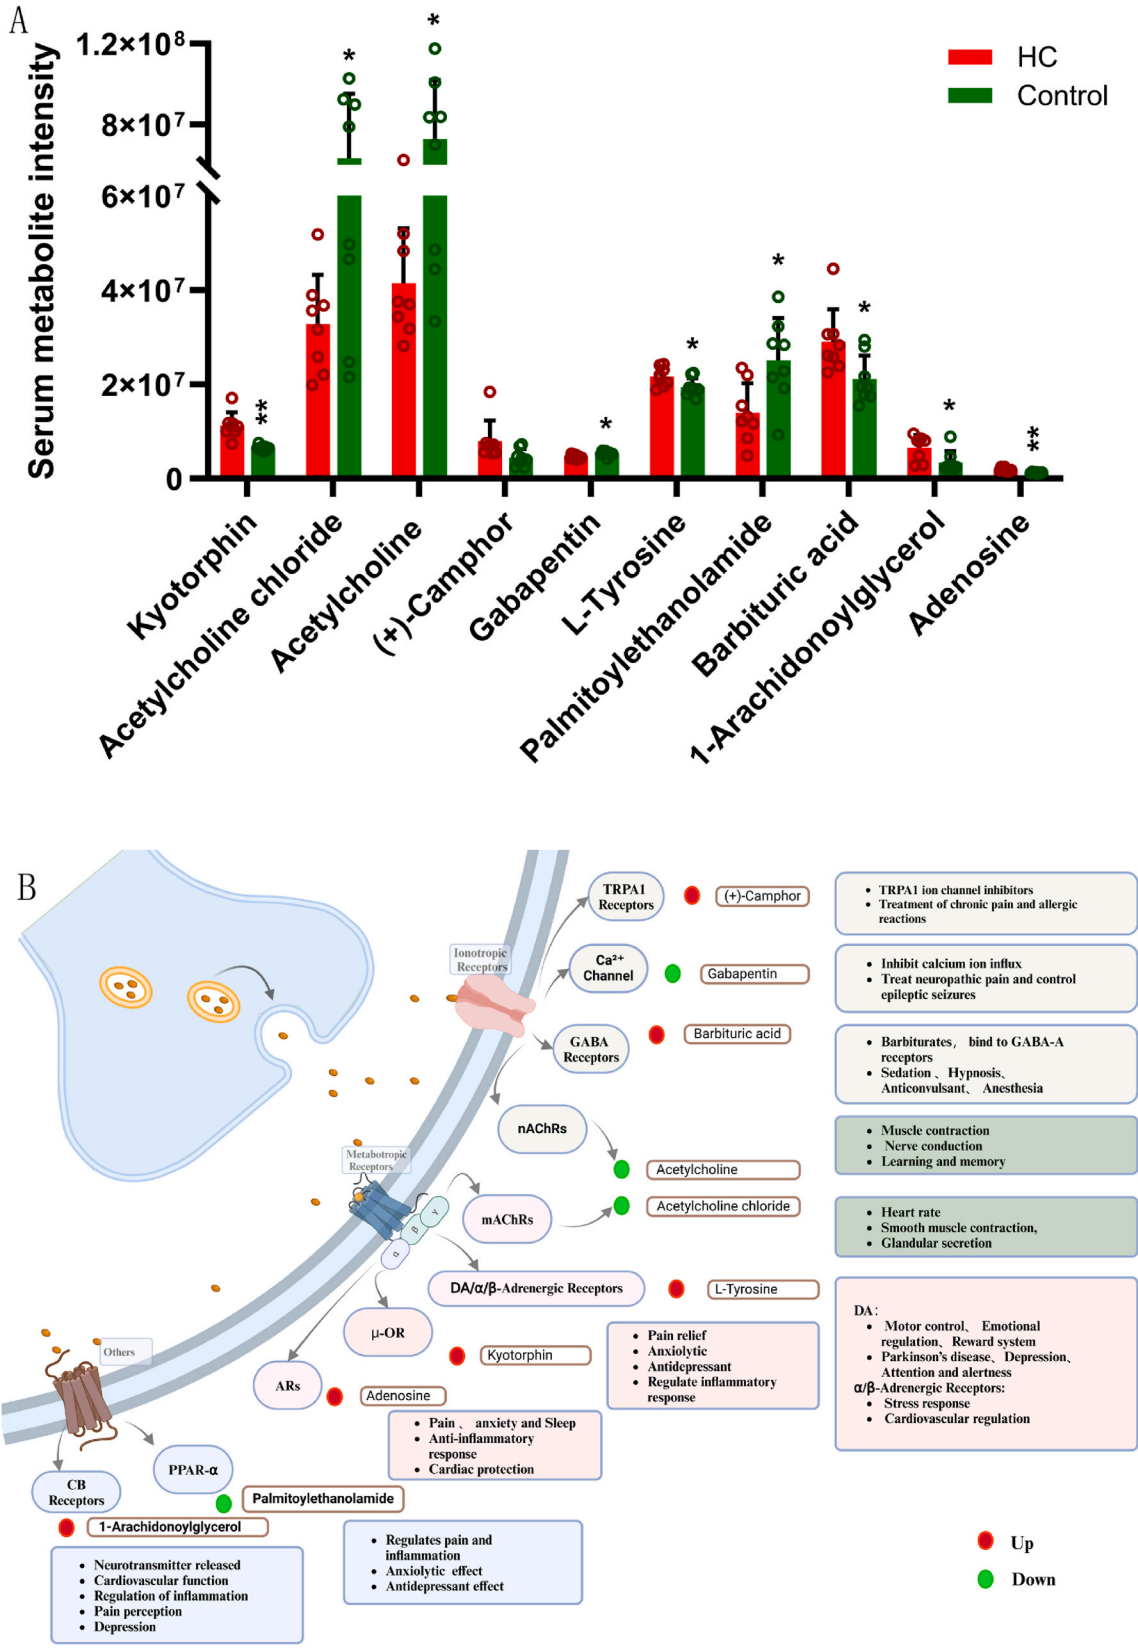 A
Serum metabolite intensity
1.2×10⁸
8×10⁷
6×10⁷
4×10⁷
2×10⁷
0
HC
Control
*
*
**
*
*
*
*
*
**
Kyotorphin
Acetylcholine chloride
Acetylcholine
(+)-Camphor
Gabapentin
L-Tyrosine
Palmitoylethanolamide
Barbituric acid
1-Arachidonoylglycerol
Adenosine
B
Ionotropic
Receptors
TRPA1
Receptors
(+)-Camphor
• TRPA1 ion channel inhibitors
• Treatment of chronic pain and allergic
reactions
Ca²⁺
Channel
Gabapentin
• Inhibit calcium ion influx
• Treat neuropathic pain and control
epileptic seizures
GABA
Receptors
Barbituric acid
• Barbiturates, bind to GABA-A
receptors
• Sedation 、Hypnosis、
Anticonvulsant、 Anesthesia
nAChRs
Acetylcholine
• Muscle contraction
• Nerve conduction
• Learning and memory
Metabotropic
Receptors
α
β
γ
mAChRs
Acetylcholine chloride
• Heart rate
• Smooth muscle contraction,
• Glandular secretion
DA/α/β-Adrenergic Receptors
L-Tyrosine
DA:
• Motor control、 Emotional
regulation、Reward system
• Parkinson's disease、Depression、
Attention and alertness
α/β-Adrenergic Receptors:
• Stress response
• Cardiovascular regulation
μ-OR
Kyotorphin
• Pain relief
• Anxiolytic
• Antidepressant
• Regulate inflammatory
response
ARs
Adenosine
• Pain 、 anxiety and Sleep
• Anti-inflammatory
response
• Cardiac protection
Others
PPAR-α
Palmitoylethanolamide
• Regulates pain and
inflammation
• Anxiolytic effect
• Antidepressant effect
CB
Receptors
1-Arachidonoylglycerol
• Neurotransmitter released
• Cardiovascular function
• Regulation of inflammation
• Pain perception
• Depression
Up
Down